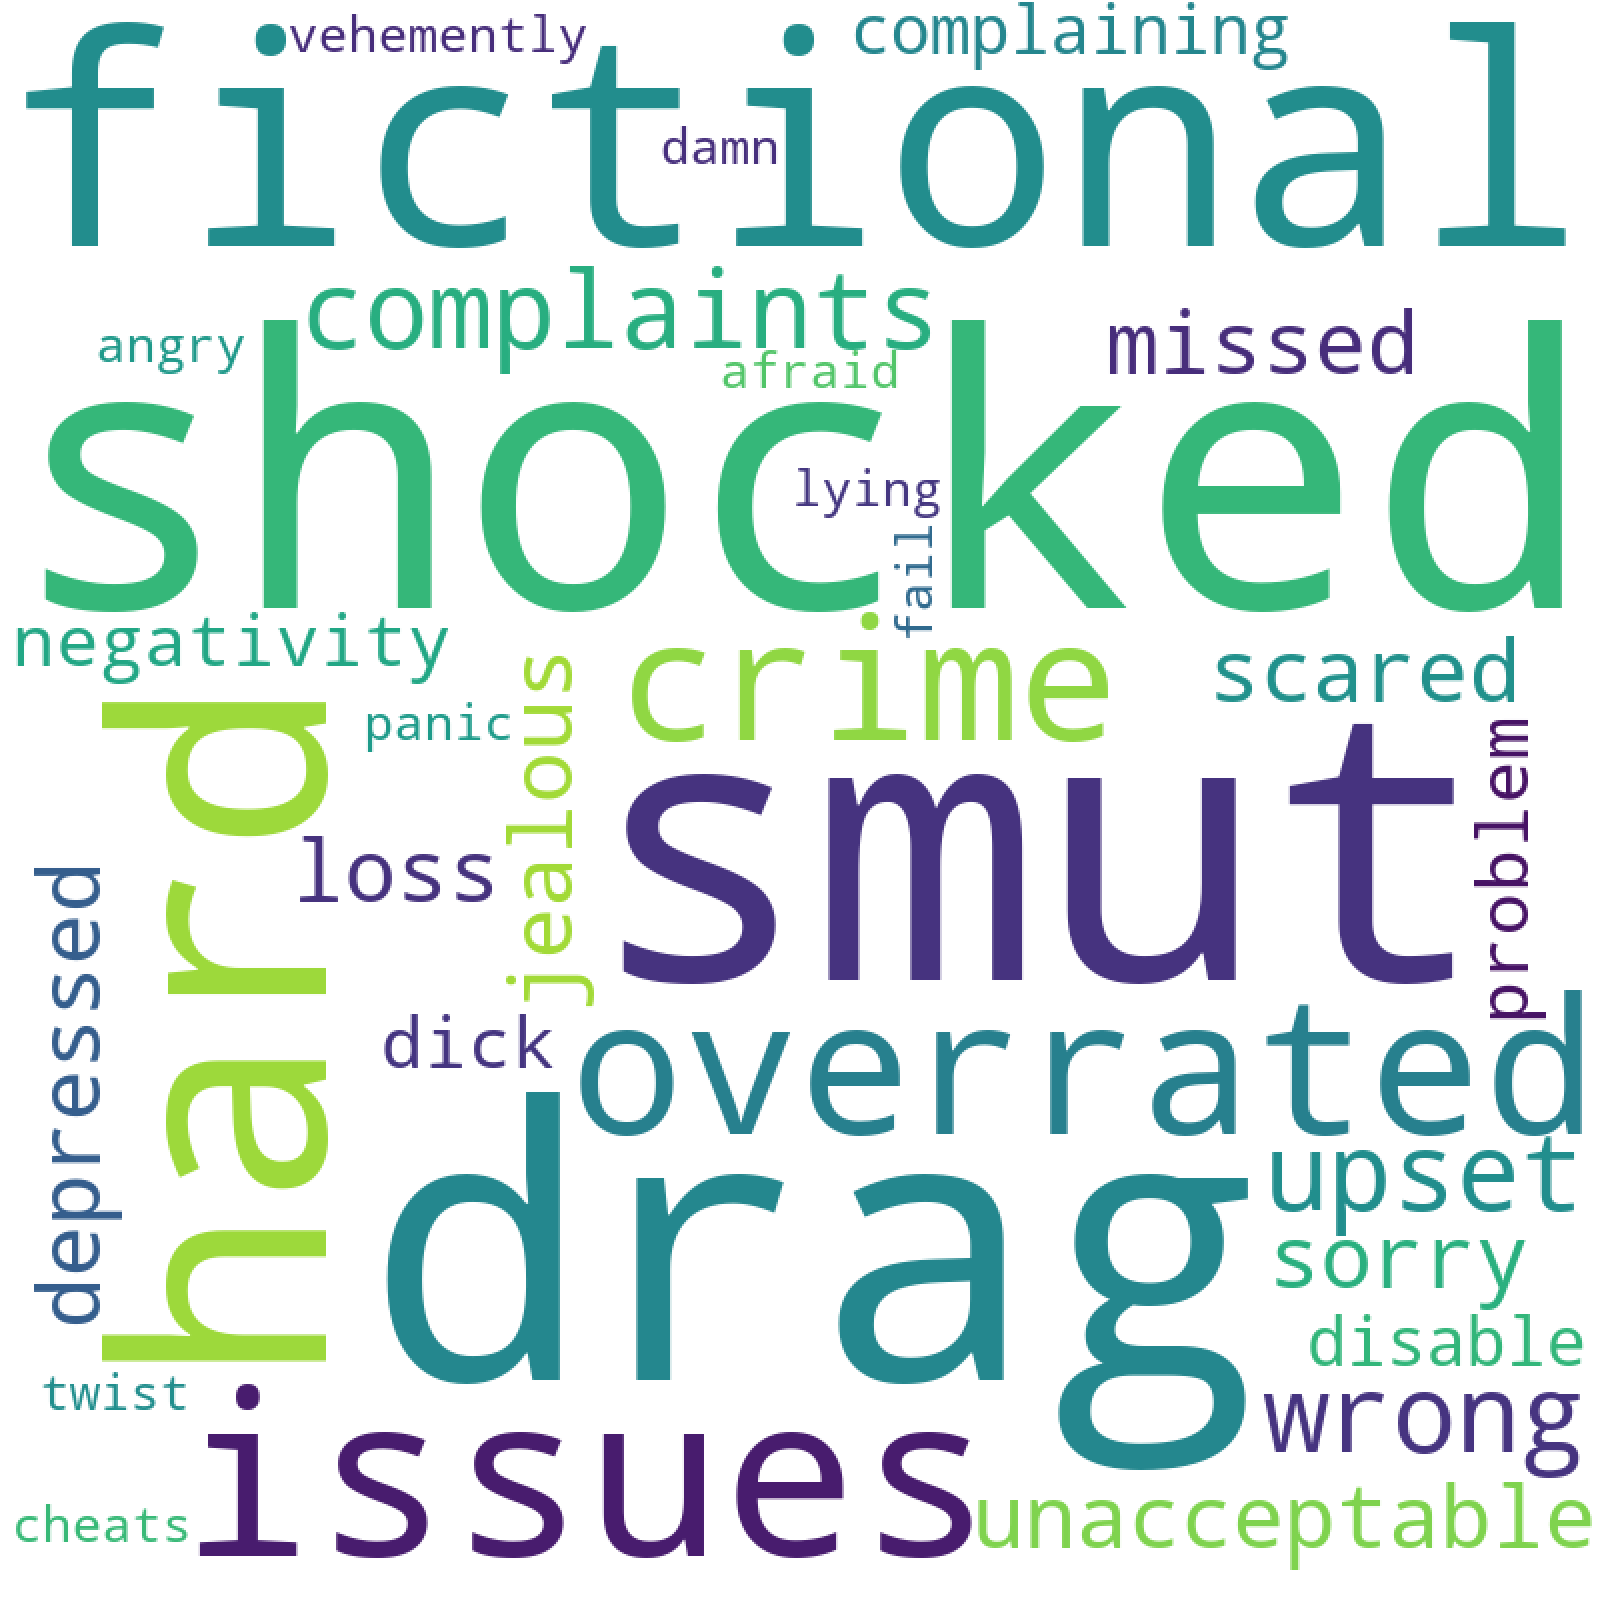 vehemently
complaining
fictional
damn
complaints
missed
angry
afraid
shocked
lying
fail
negativity
crime
scared
panic
jealous
hard
smut
problem
loss
depressed
dick
overrated
drag
upset
sorry
disable
twist
wrong
issues
cheats
unacceptable